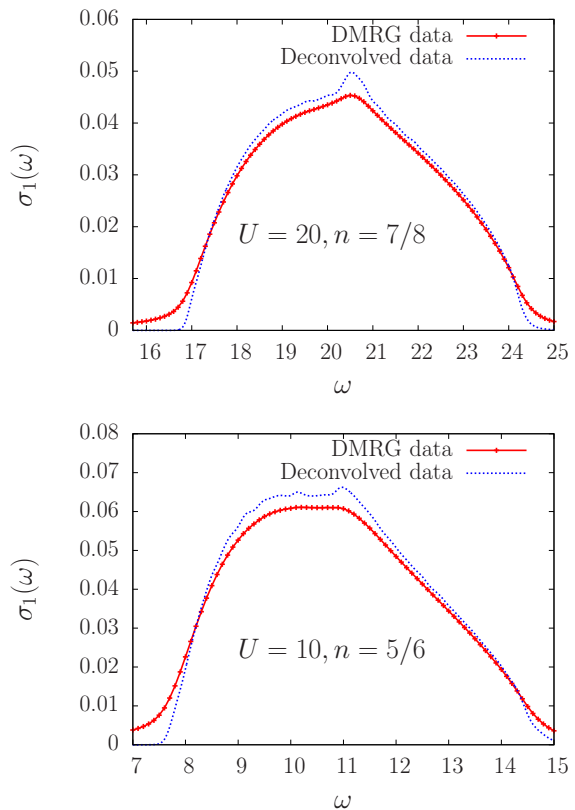 0.06
0.05
0.04
0.03
0.02
0.01
0
σ₁(ω)
DMRG data
Deconvolved data
U = 20, n = 7/8
16 17 18 19 20 21 22 23 24 25
ω
0.08
0.07
0.06
0.05
0.04
0.03
0.02
0.01
0
σ₁(ω)
DMRG data
Deconvolved data
U = 10, n = 5/6
7 8 9 10 11 12 13 14 15
ω